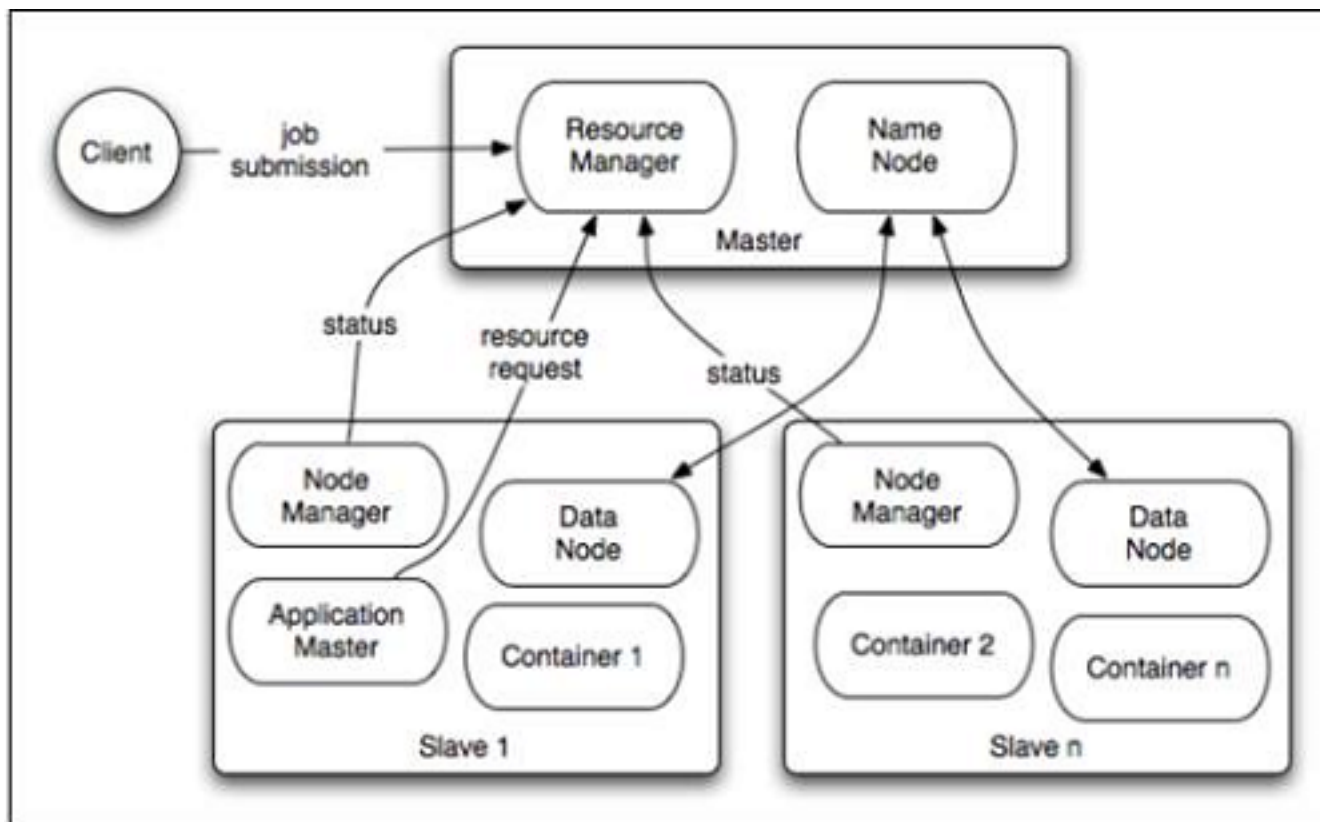 Client
job
submission
Resource
Manager
Name
Node
Master
status
resource
request
status
Node
Manager
Data
Node
Application
Master
Container 1
Slave 1
Node
Manager
Data
Node
Container 2
Container n
Slave n